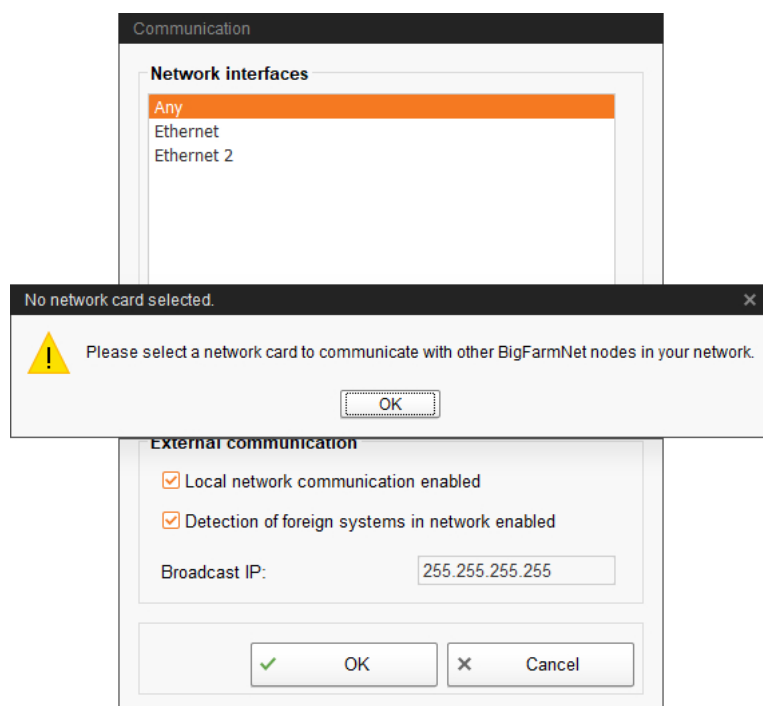 Communication
Network interfaces
Any
Ethernet
Ethernet 2
No network card selected.
Please select a network card to communicate with other BigFarmNet nodes in your network.
OK
External communication
Local network communication enabled
Detection of foreign systems in network enabled
Broadcast IP: 255.255.255.255
OK Cancel